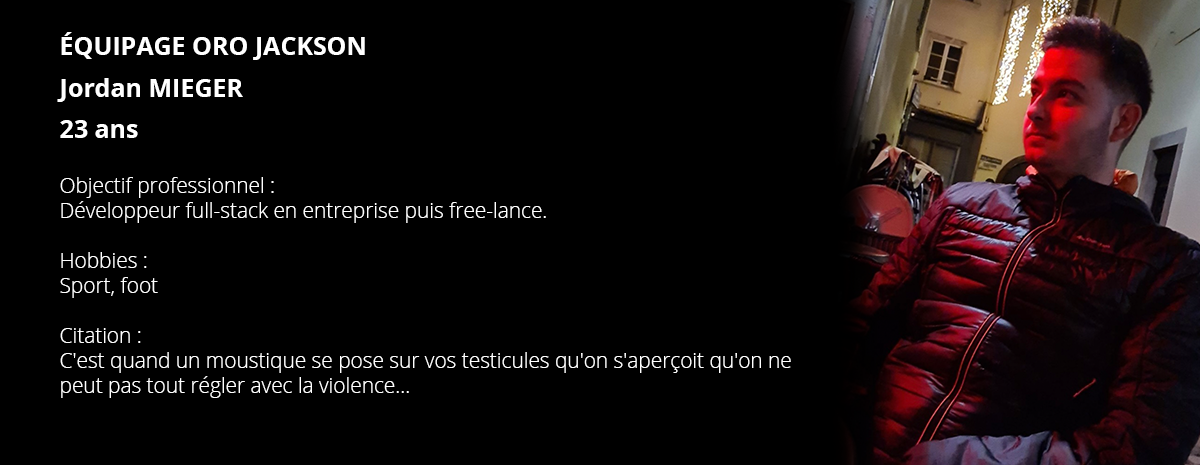 ÉQUIPAGE ORO JACKSON
Jordan MIEGER
23 ans
Objectif professionnel :
Développeur full-stack en entreprise puis free-lance.
Hobbies :
Sport, foot
Citation :
C'est quand un moustique se pose sur vos testicules qu'on s'aperçoit qu'on ne
peut pas tout régler avec la violence...